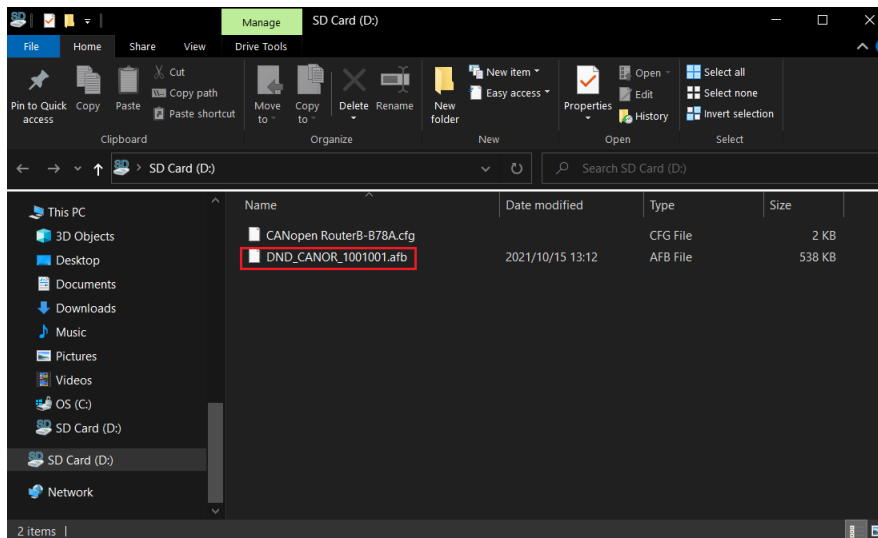 Manage SD Card (D:)
File Home Share View Drive Tools
Pin to Quick access
Copy
Paste
Cut
Copy path
Paste shortcut
Clipboard
Move to
Copy to
Delete
Rename
Organize
New folder
New item
Easy access
New
Properties
Open
Edit
History
Open
Select all
Select none
Invert selection
Select
SD Card (D:)
Search SD Card (D:)
This PC
3D Objects
Desktop
Documents
Downloads
Music
Pictures
Videos
OS (C:)
SD Card (D:)
SD Card (D:)
Network
Name Date modified Type Size
CANopen RouterB-B78A.cfg CFG File 2 KB
DND_CANOR_1001001.afb 2021/10/15 13:12 AFB File 538 KB
2 items